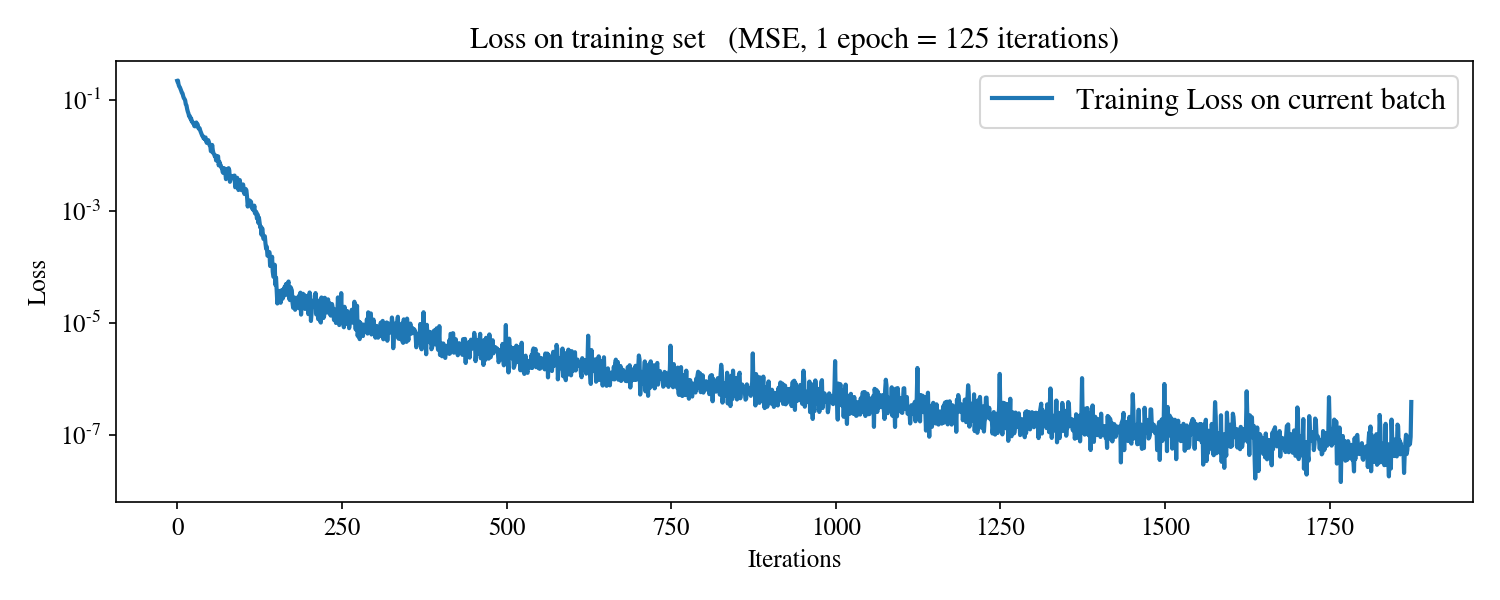 Loss on training set (MSE, 1 epoch = 125 iterations)
Training Loss on current batch
Loss
10^-1
10^-3
10^-5
10^-7
0 250 500 750 1000 1250 1500 1750
Iterations